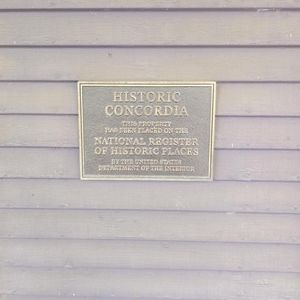 HISTORIC
CONCORDIA
THIS PROPERTY
HAS BEEN PLACED ON THE
NATIONAL REGISTER
OF HISTORIC PLACES
BY THE UNITED STATES
DEPARTMENT OF THE INTERIOR